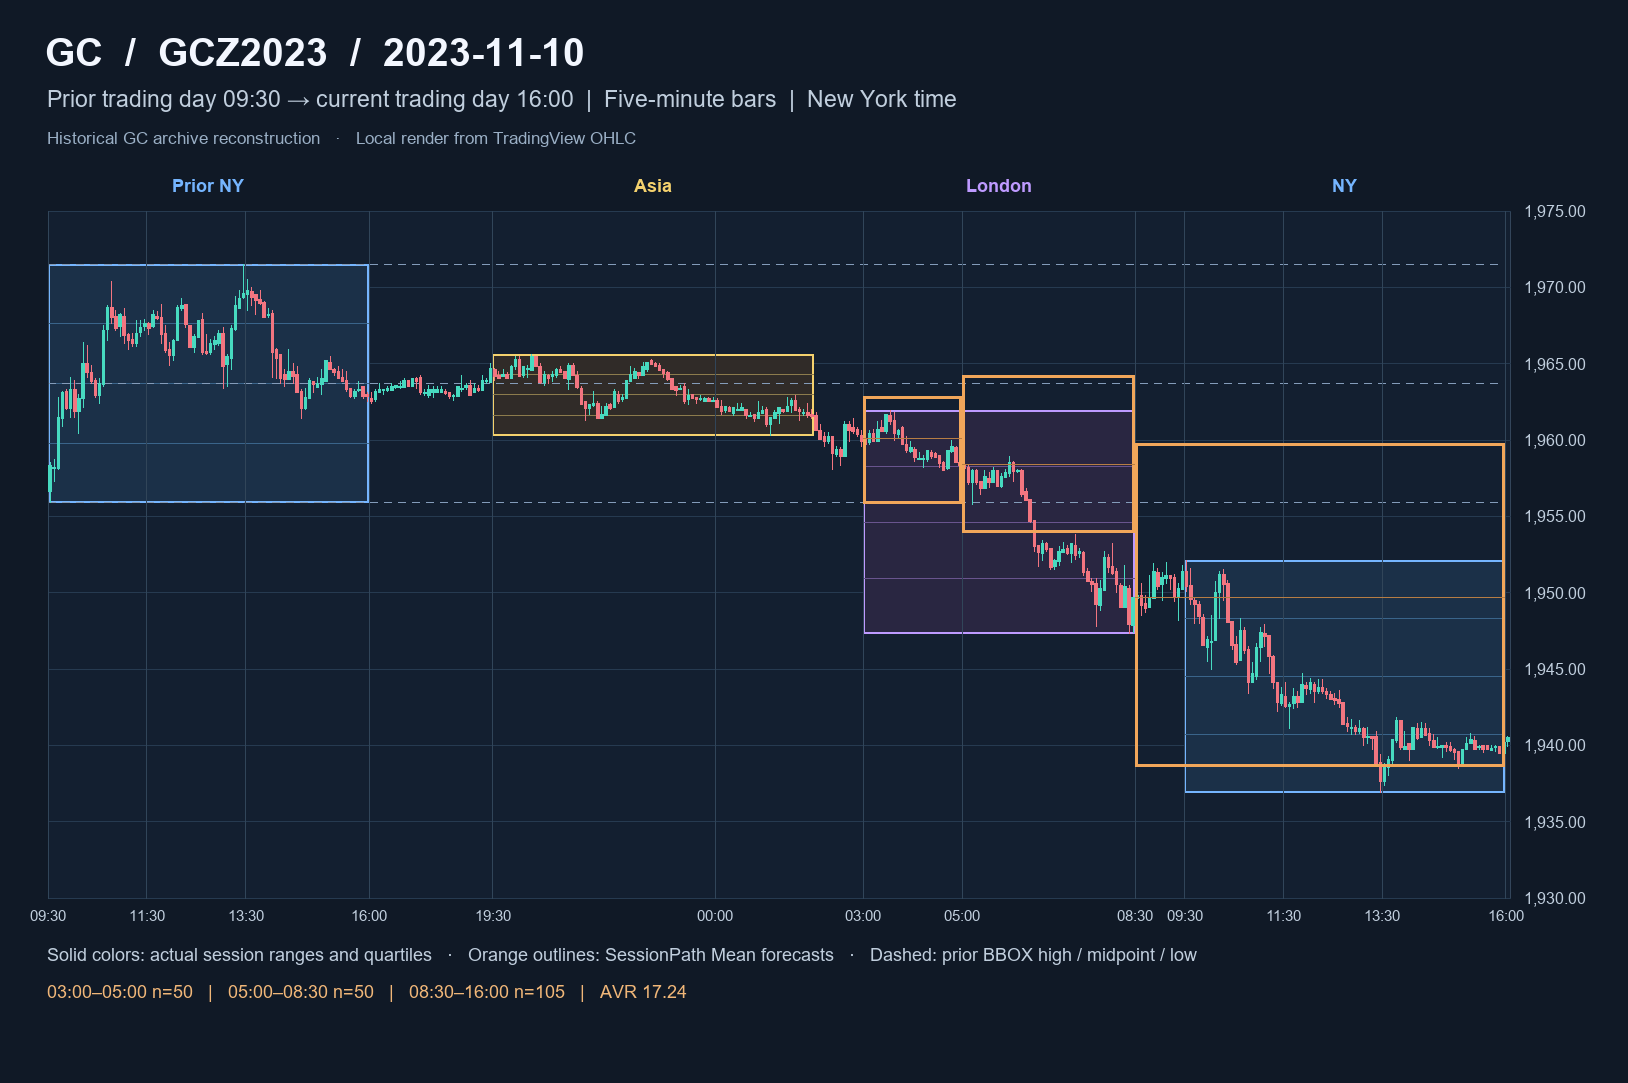 GC / GCZ2023 / 2023-11-10
Prior trading day 09:30 → current trading day 16:00 | Five-minute bars | New York time
Historical GC archive reconstruction · Local render from TradingView OHLC
Prior NY Asia London NY
1,975.00
1,970.00
1,965.00
1,960.00
1,955.00
1,950.00
1,945.00
1,940.00
1,935.00
1,930.00
09:30 11:30 13:30 16:00 19:30 00:00 03:00 05:00 08:30 09:30 11:30 13:30 16:00
Solid colors: actual session ranges and quartiles · Orange outlines: SessionPath Mean forecasts · Dashed: prior BBOX high / midpoint / low
03:00–05:00 n=50 | 05:00–08:30 n=50 | 08:30–16:00 n=105 | AVR 17.24